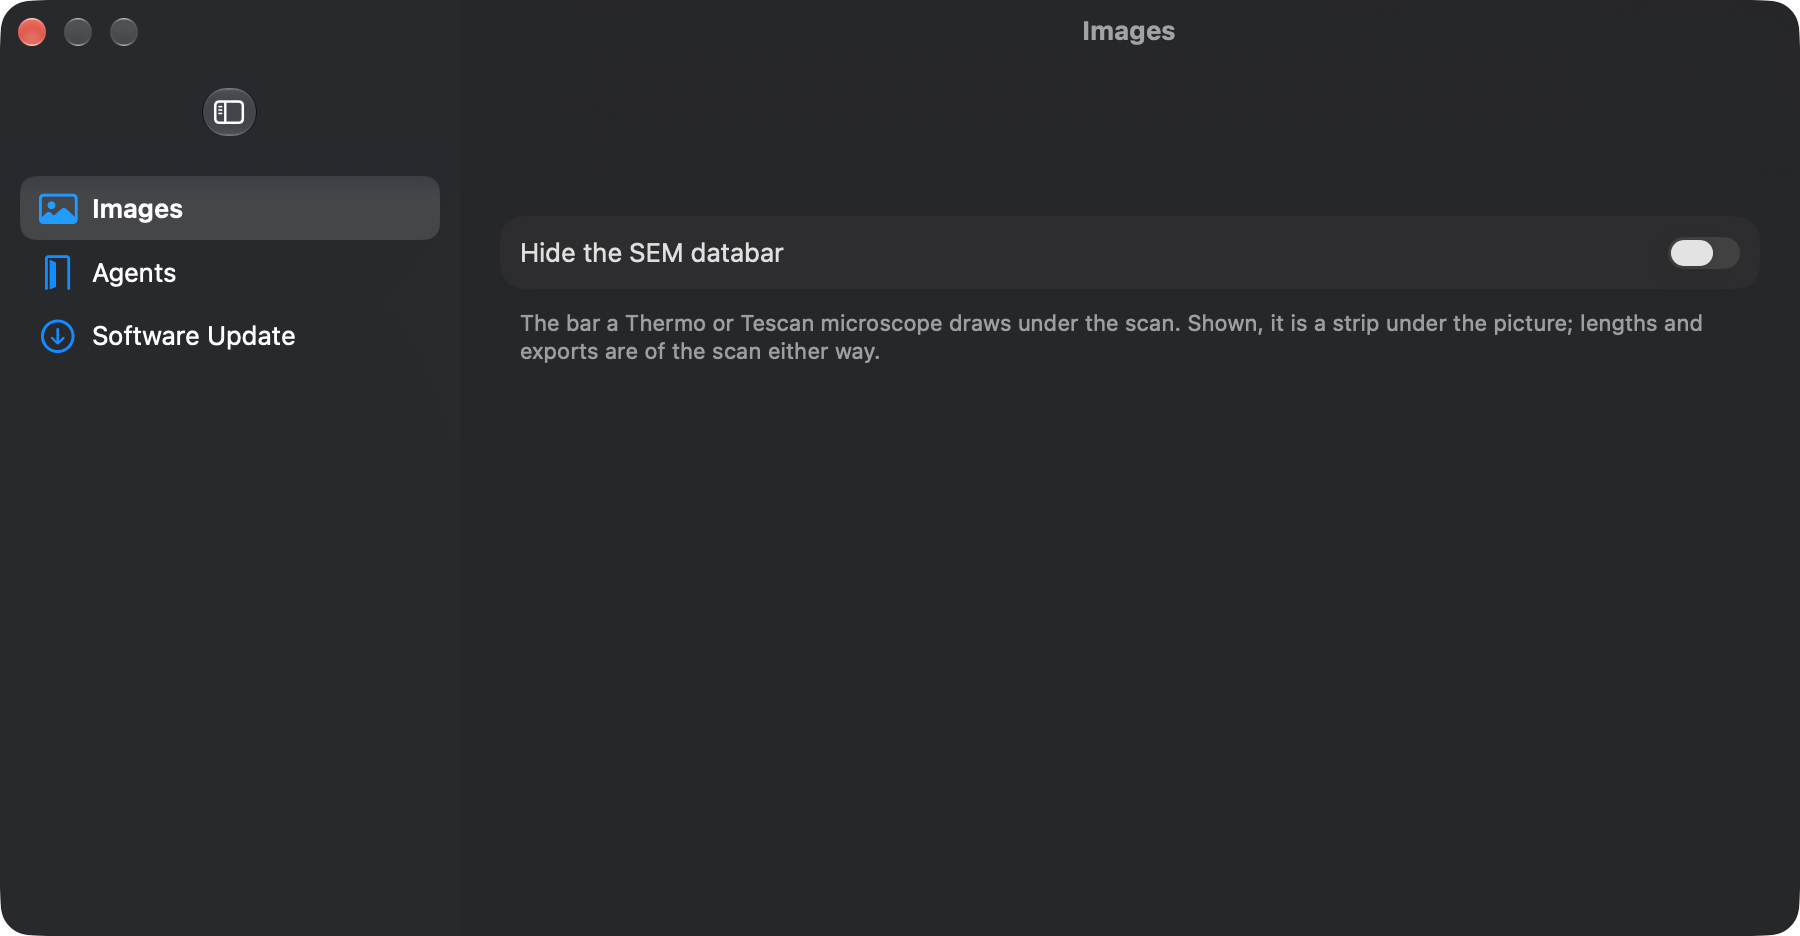 Images
Images
Agents
Software Update
Hide the SEM databar
The bar a Thermo or Tescan microscope draws under the scan. Shown, it is a strip under the picture; lengths and
exports are of the scan either way.